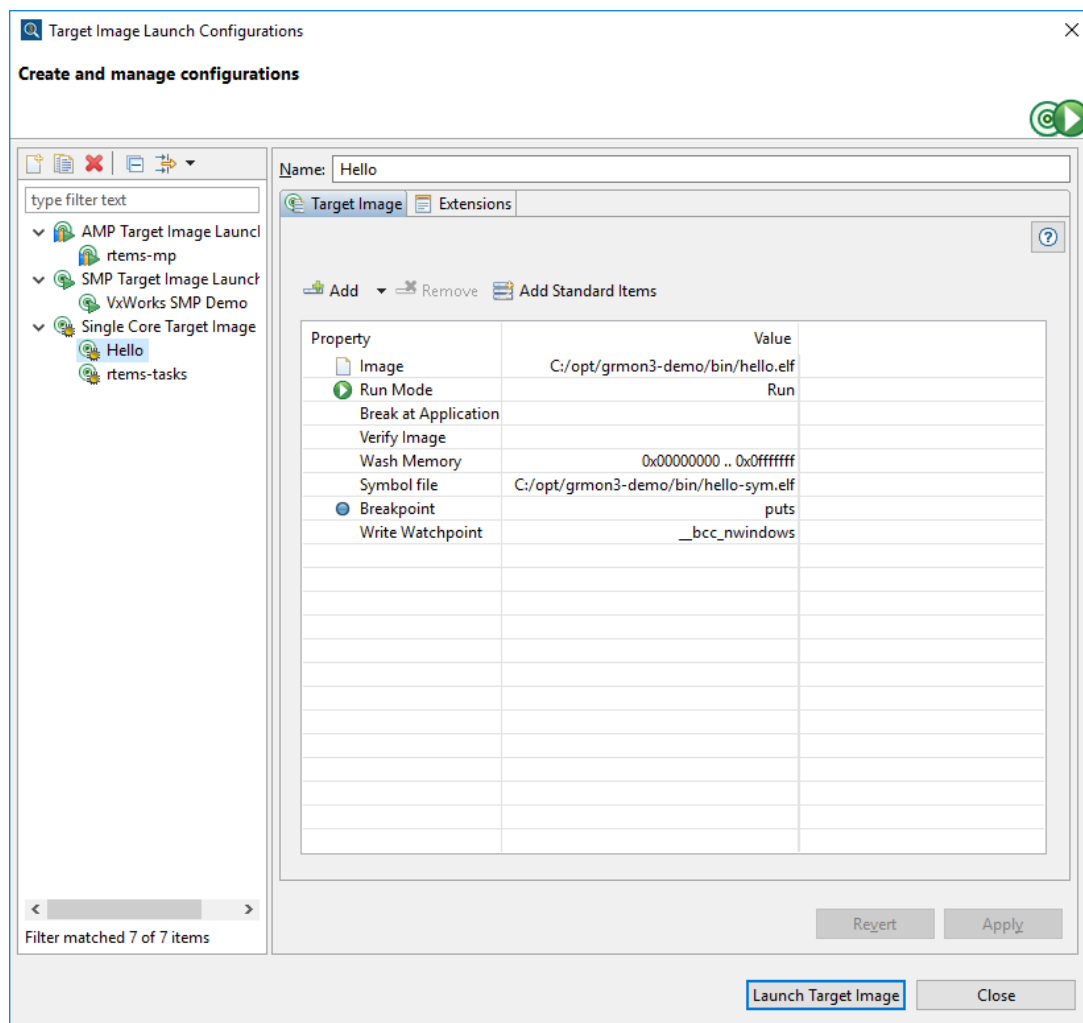 Target Image Launch Configurations
Create and manage configurations
type filter text
AMP Target Image Launcl
rtems-mp
SMP Target Image Launch
VxWorks SMP Demo
Single Core Target Image
Hello
rtems-tasks
Filter matched 7 of 7 items
Name: Hello
Target Image Extensions
Add Remove Add Standard Items
Property Value
Image C:/opt/grmon3-demo/bin/hello.elf
Run Mode Run
Break at Application
Verify Image
Wash Memory 0x00000000 .. 0x0fffffff
Symbol file C:/opt/grmon3-demo/bin/hello-sym.elf
Breakpoint puts
Write Watchpoint __bcc_nwindows
Revert Apply
Launch Target Image Close